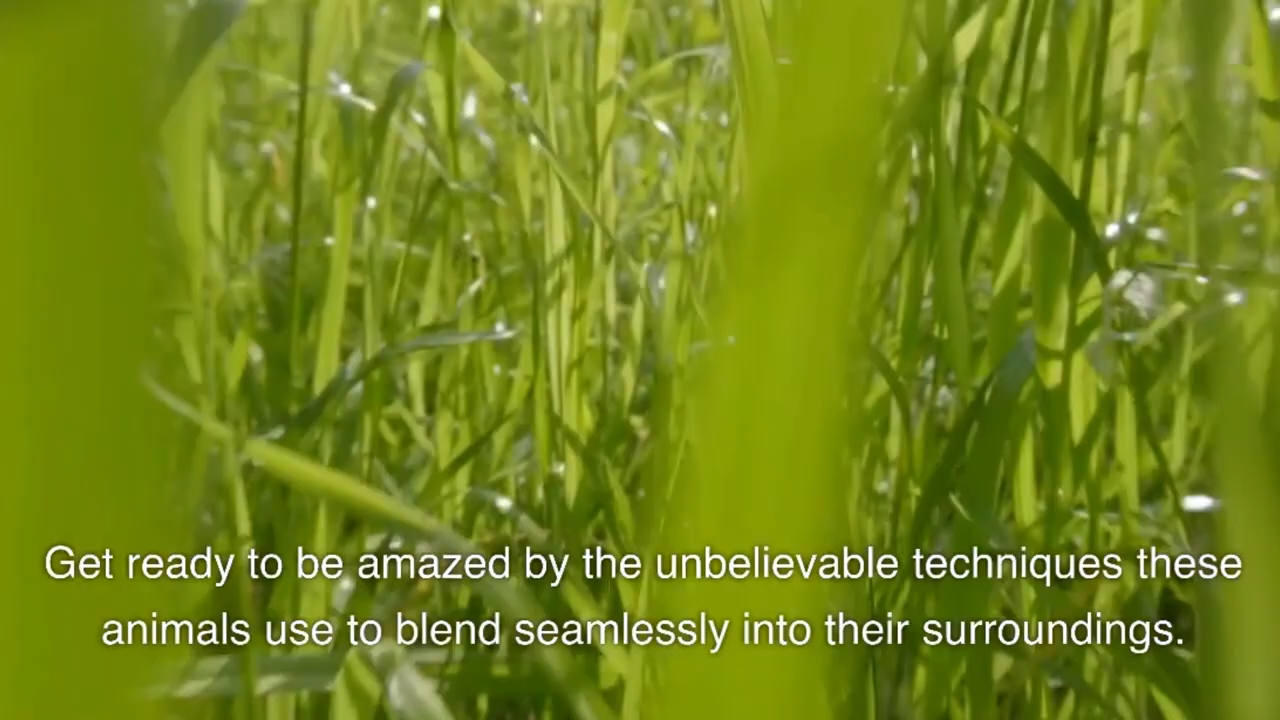 Get ready to be amazed by the unbelievable techniques these
animals use to blend seamlessly into their surroundings.